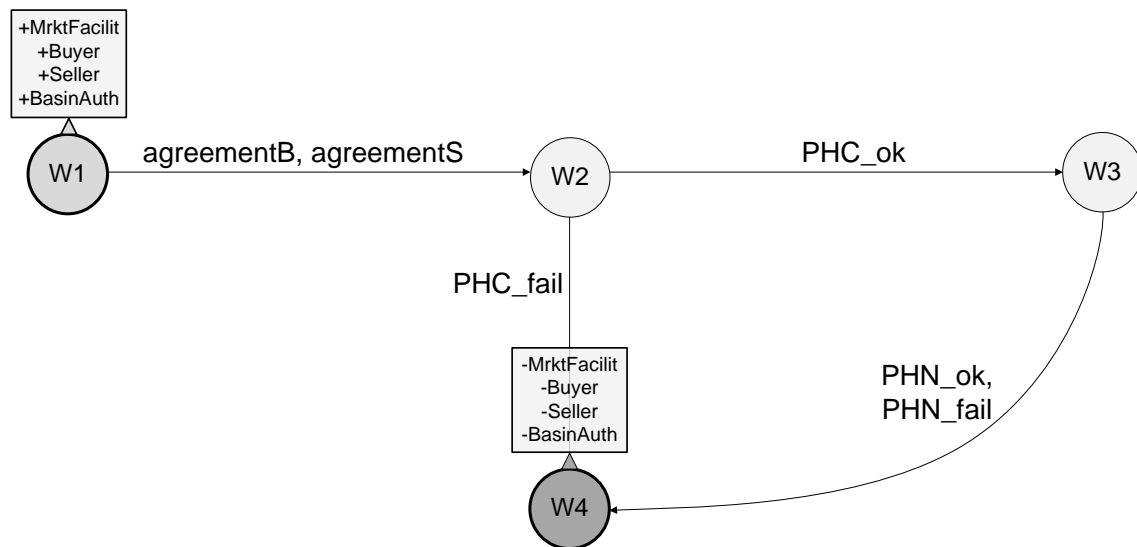 +MrktFacilit
+Buyer
+Seller
+BasinAuth
W1
agreementB, agreementS
W2
PHC_ok
W3
PHC_fail
-MrktFacilit
-Buyer
-Seller
-BasinAuth
PHN_ok,
PHN_fail
W4